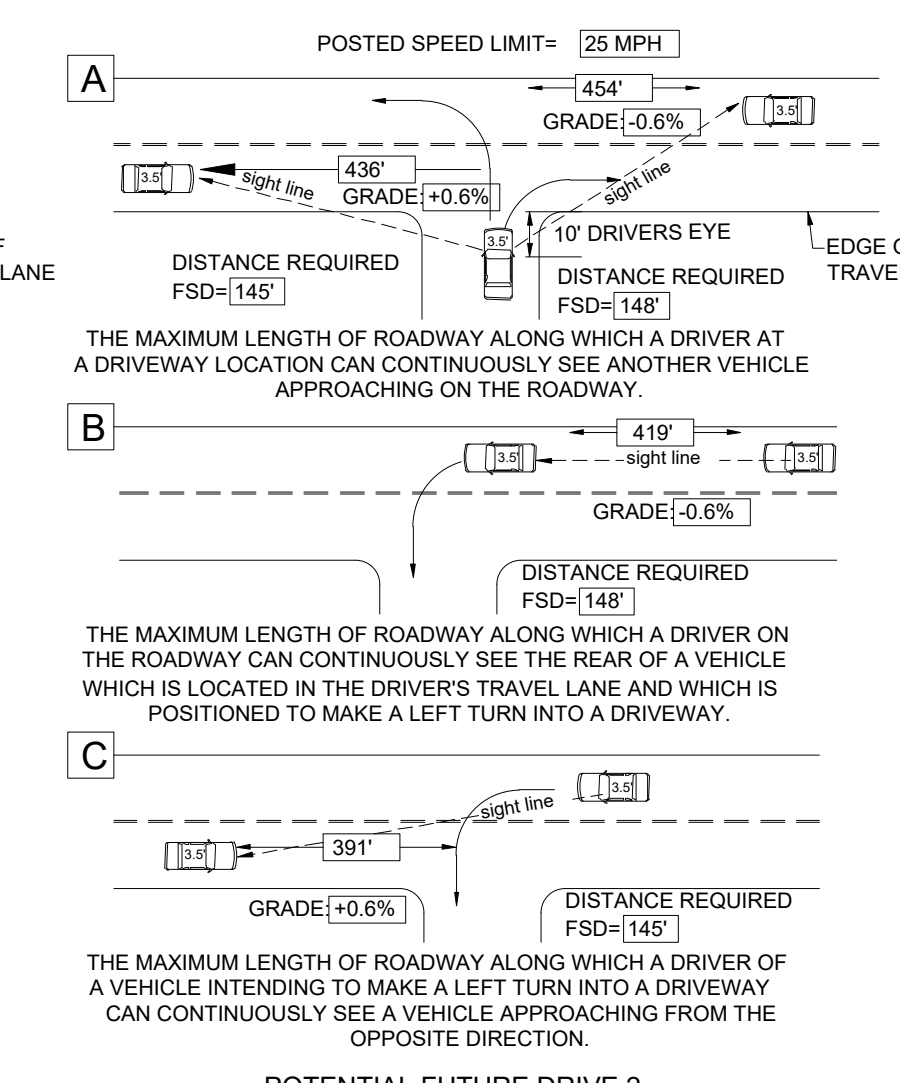 POSTED SPEED LIMIT= 25 MPH
A
454'
GRADE: -0.6%
3.5'
3.5'
436'
sight line
GRADE: +0.6%
sight line
3.5'
10' DRIVERS EYE
EDGE
LANE
TRAVE
DISTANCE REQUIRED
FSD= 145'
DISTANCE REQUIRED
FSD= 148'
THE MAXIMUM LENGTH OF ROADWAY ALONG WHICH A DRIVER AT
A DRIVEWAY LOCATION CAN CONTINUOUSLY SEE ANOTHER VEHICLE
APPROACHING ON THE ROADWAY.
B
419'
3.5'
sight line
3.5'
GRADE: -0.6%
DISTANCE REQUIRED
FSD= 148'
THE MAXIMUM LENGTH OF ROADWAY ALONG WHICH A DRIVER ON
THE ROADWAY CAN CONTINUOUSLY SEE THE REAR OF A VEHICLE
WHICH IS LOCATED IN THE DRIVER'S TRAVEL LANE AND WHICH IS
POSITIONED TO MAKE A LEFT TURN INTO A DRIVEWAY.
C
3.5'
sight line
3.5'
391'
GRADE: +0.6%
DISTANCE REQUIRED
FSD= 145'
THE MAXIMUM LENGTH OF ROADWAY ALONG WHICH A DRIVER OF
A VEHICLE INTENDING TO MAKE A LEFT TURN INTO A DRIVEWAY
CAN CONTINUOUSLY SEE A VEHICLE APPROACHING FROM THE
OPPOSITE DIRECTION.
POTENTIAL FUTURE DRIVE